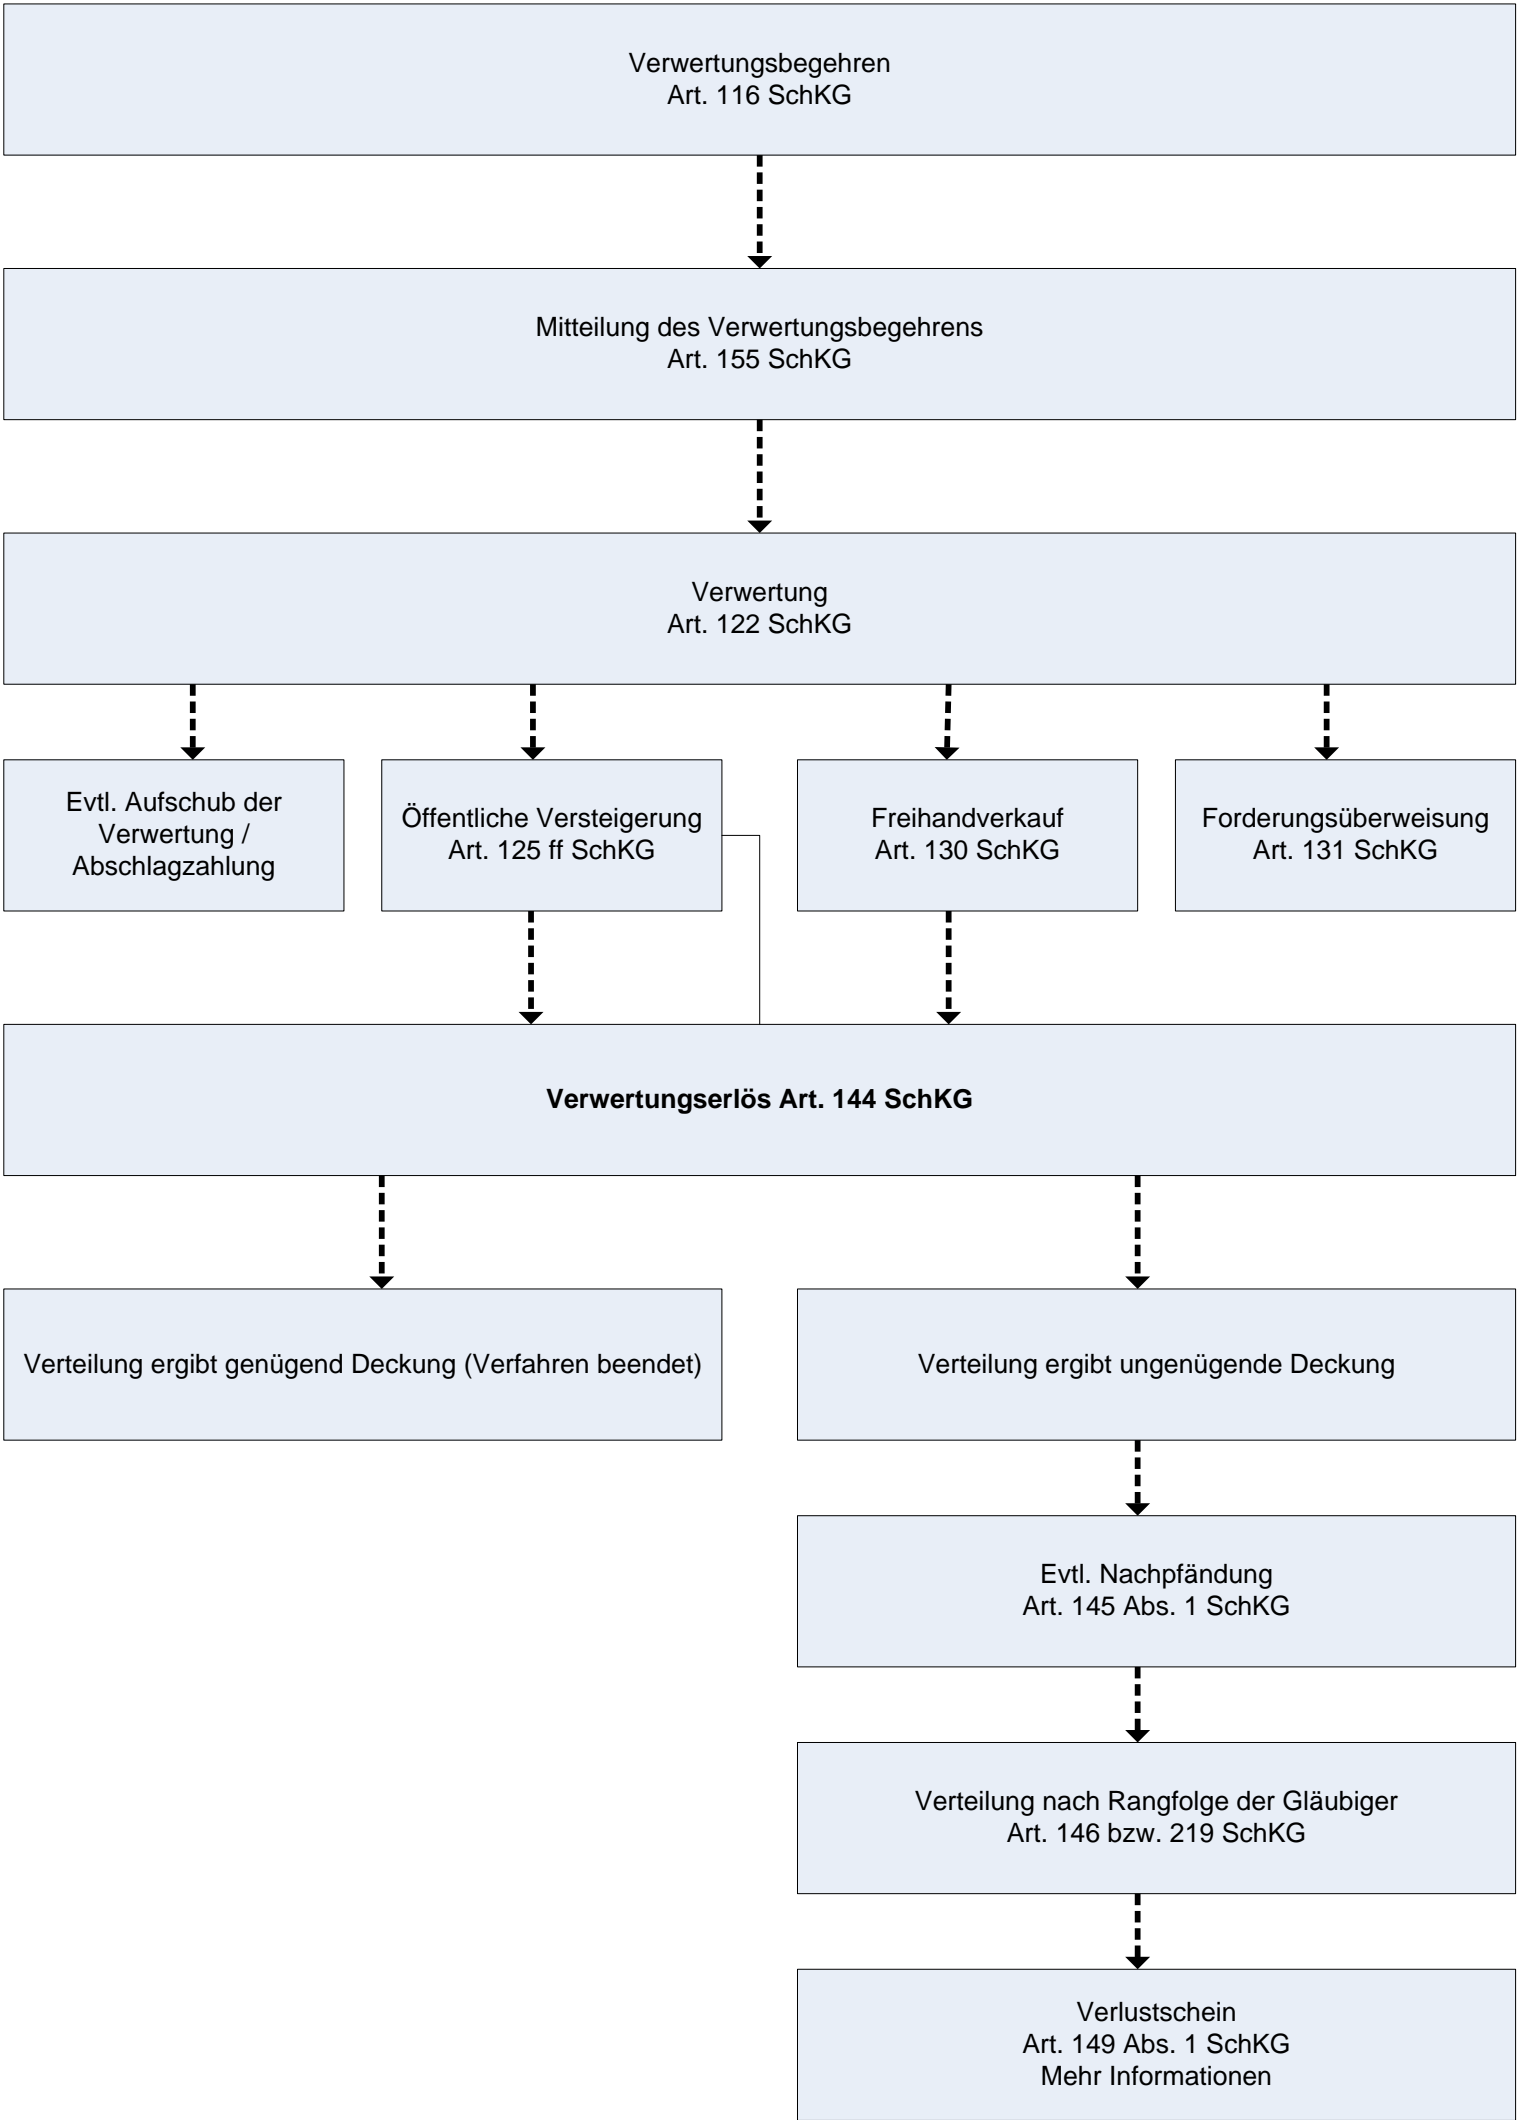 Verwertungsbegehren
Art. 116 SchKG
Mitteilung des Verwertungsbegehrens
Art. 155 SchKG
Verwertung
Art. 122 SchKG
Evtl. Aufschub der
Verwertung /
Abschlagzahlung
Öffentliche Versteigerung
Art. 125 ff SchKG
Freihandverkauf
Art. 130 SchKG
Forderungsüberweisung
Art. 131 SchKG
Verwertungserlös Art. 144 SchKG
Verteilung ergibt genügend Deckung (Verfahren beendet)
Verteilung ergibt ungenügende Deckung
Evtl. Nachpfändung
Art. 145 Abs. 1 SchKG
Verteilung nach Rangfolge der Gläubiger
Art. 146 bzw. 219 SchKG
Verlustschein
Art. 149 Abs. 1 SchKG
Mehr Informationen